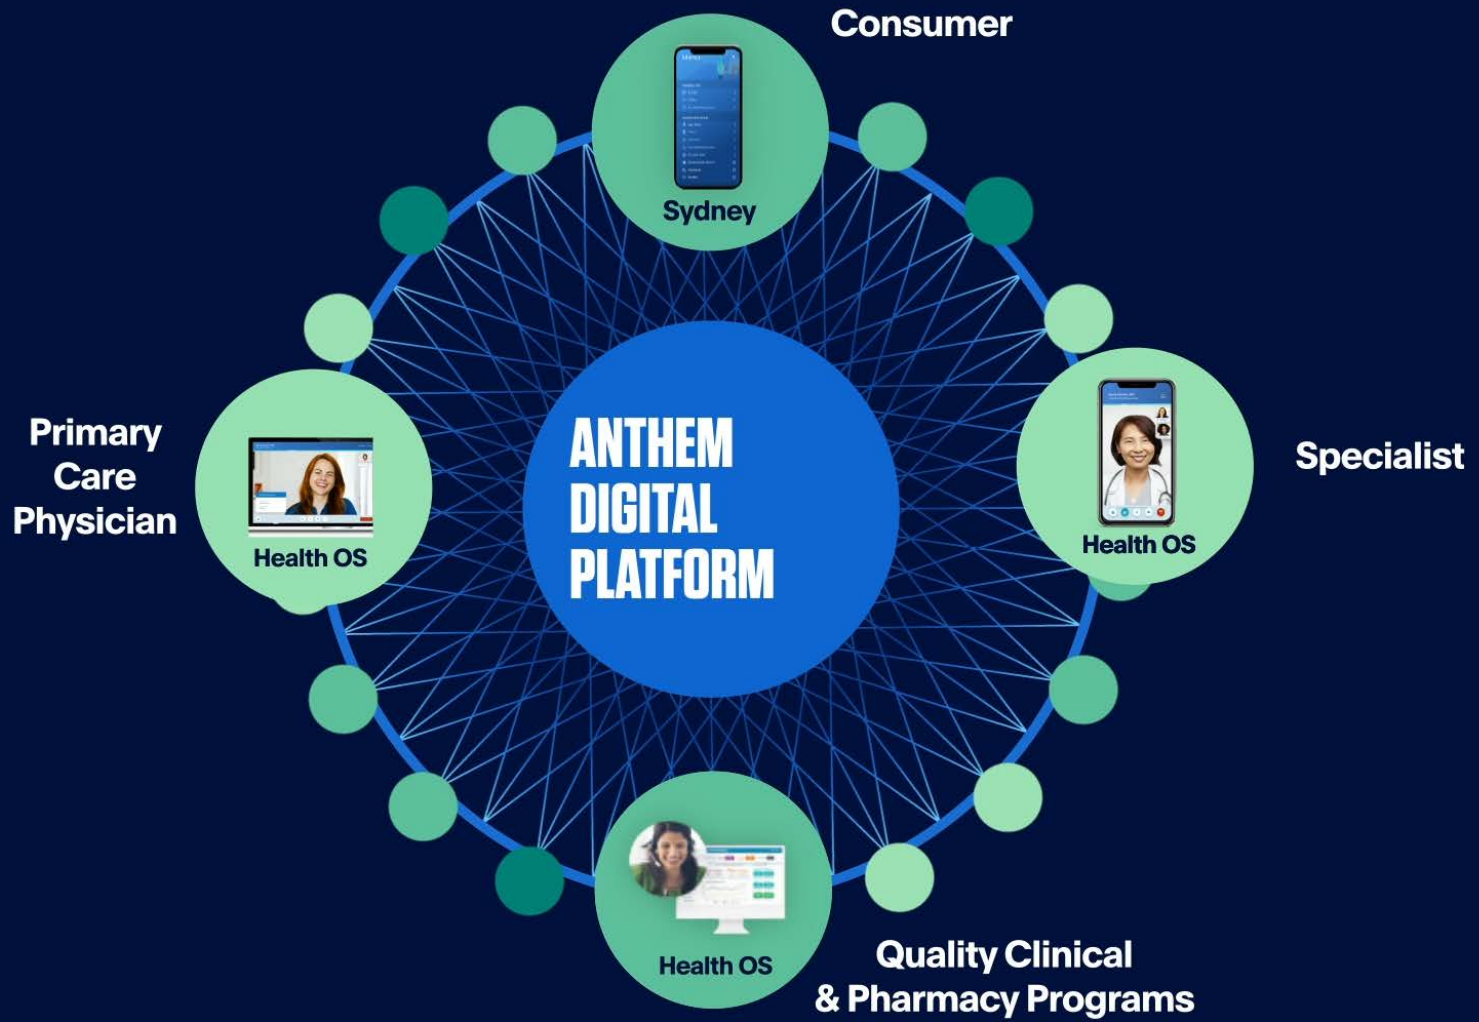 Consumer
Sydney
Primary
Care
Physician
Health OS
ANTHEM
DIGITAL
PLATFORM
Health OS
Specialist
Health OS
Quality Clinical
& Pharmacy Programs